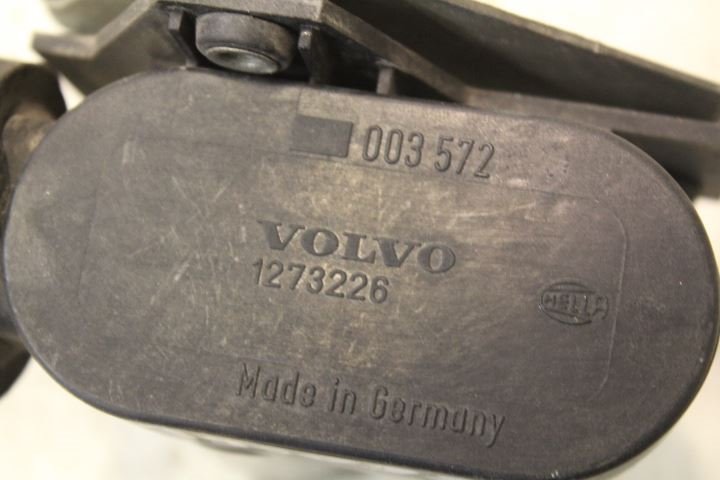 003 572
VOLVO
1273226
HELLA
Made in Germany